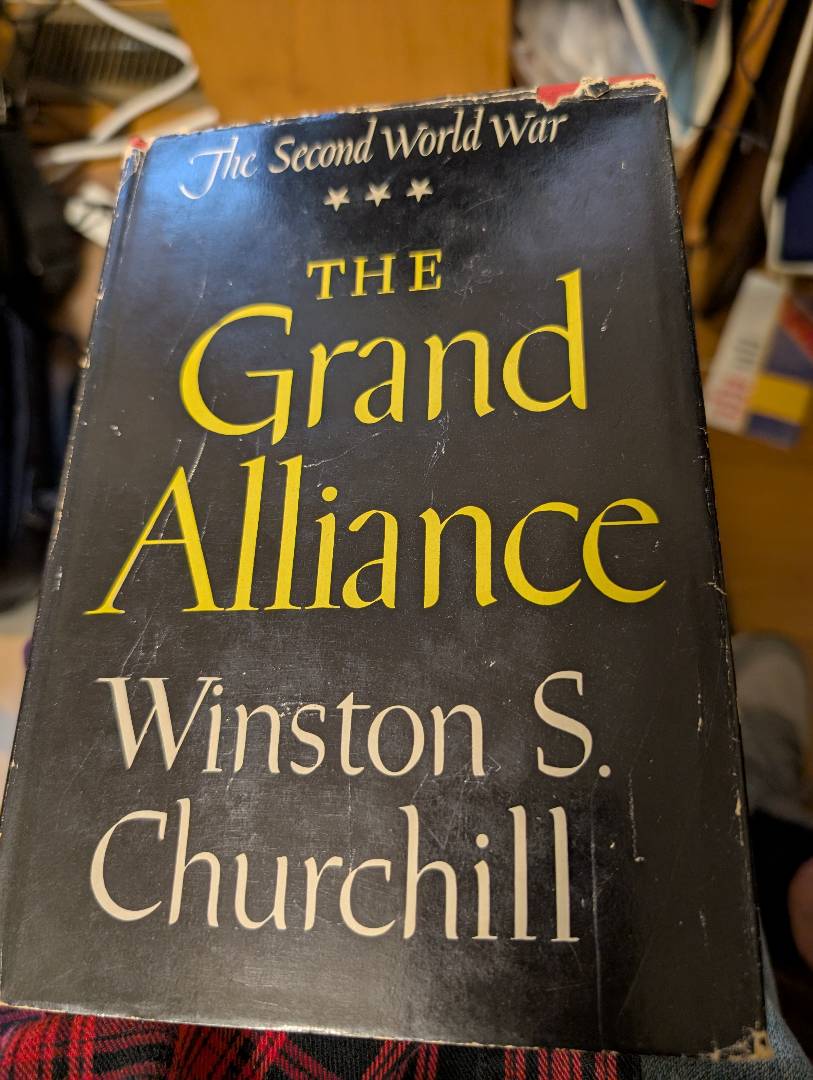 The Second World War
THE
Grand
Alliance
Winston S.
Churchill